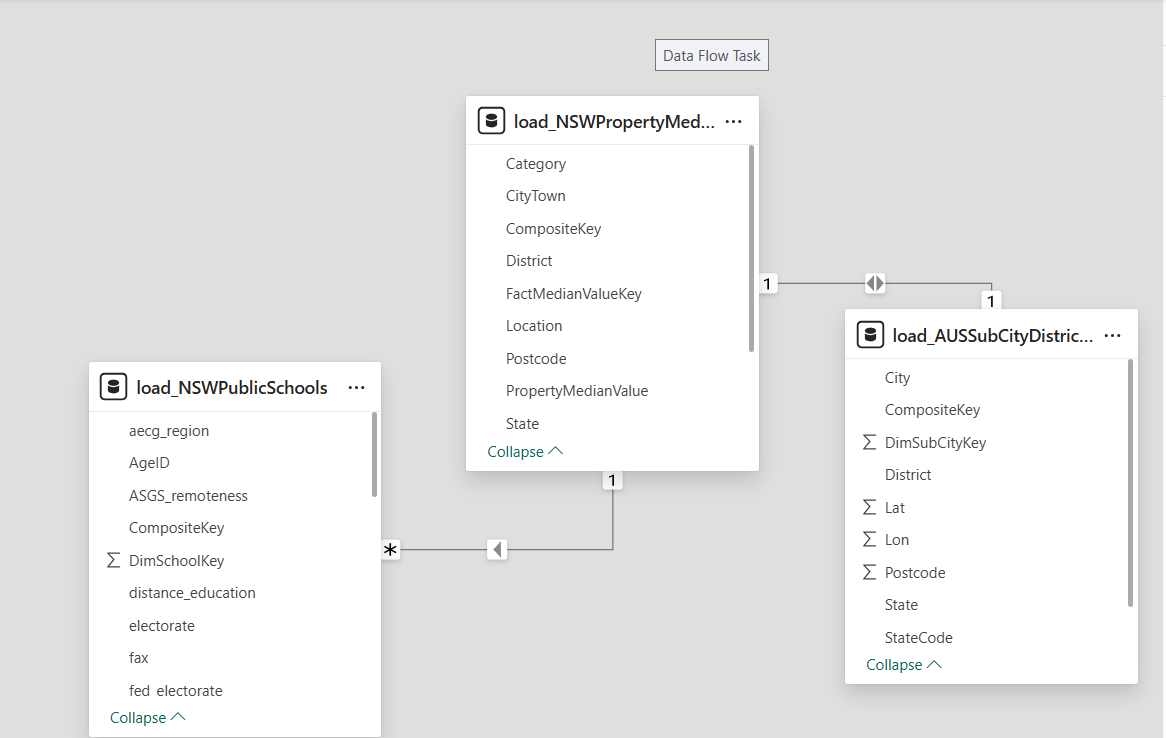 Data Flow Task
load_NSWPropertyMed... ...
Category
CityTown
CompositeKey
District
FactMedianValueKey
Location
Postcode
PropertyMedianValue
State
Collapse
1
1
1
*
load_AUSSubCityDistric... ...
City
CompositeKey
∑ DimSubCityKey
District
∑ Lat
∑ Lon
∑ Postcode
State
StateCode
Collapse
load_NSWPublicSchools ...
aecg_region
AgeID
ASGS_remoteness
CompositeKey
∑ DimSchoolKey
distance_education
electorate
fax
fed_electorate
Collapse